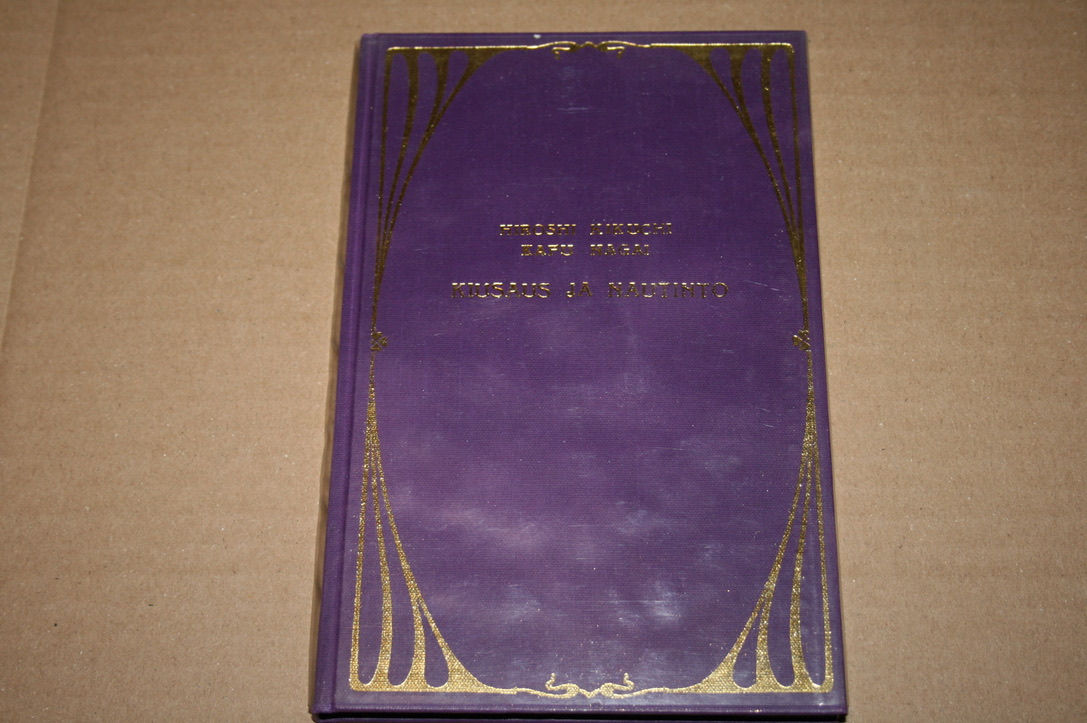 HIROSHI KIKUCHI
KAFU NAGAI
KIUSAUS JA NAUTINTO